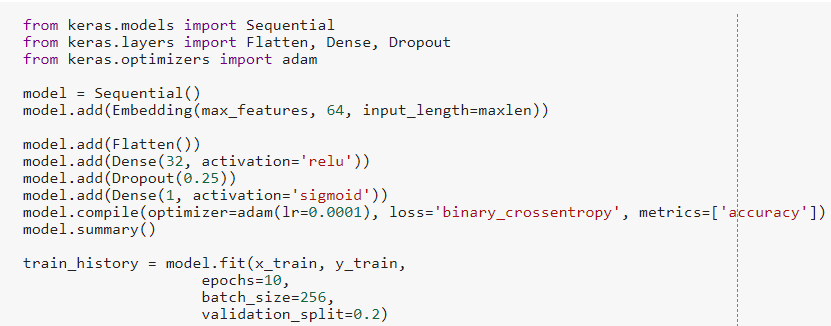 from keras.models import Sequential
from keras.layers import Flatten, Dense, Dropout
from keras.optimizers import adam
model = Sequential()
model.add(Embedding(max_features, 64, input_length=maxlen))
model.add(Flatten())
model.add(Dense(32, activation='relu'))
model.add(Dropout(0.25))
model.add(Dense(1, activation='sigmoid'))
model.compile(optimizer=adam(lr=0.0001), loss='binary_crossentropy', metrics=['accuracy'])
model.summary()
train_history = model.fit(x_train, y_train,
                    epochs=10,
                    batch_size=256,
                    validation_split=0.2)